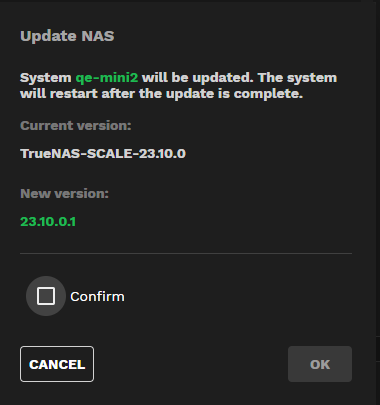 Update NAS
System qe-mini2 will be updated. The system
will restart after the update is complete.
Current version:
TrueNAS-SCALE-23.10.0
New version:
23.10.0.1
Confirm
CANCEL
OK